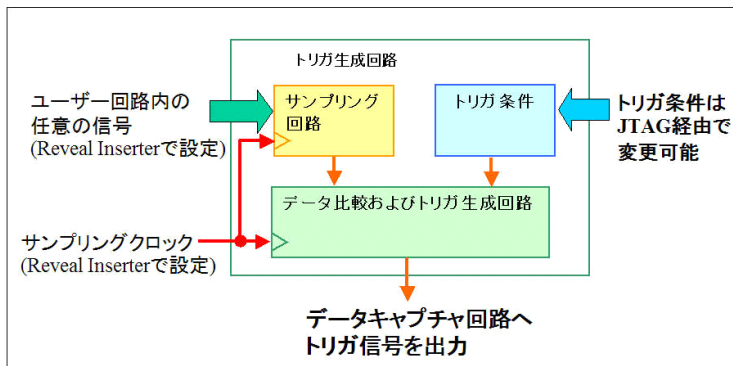 トリガ生成回路
ユーザー回路内の
任意の信号
(Reveal Inserterで設定)
サンプリング
回路
トリガ条件
トリガ条件は
JTAG経由で
変更可能
データ比較およびトリガ生成回路
サンプリングクロック
(Reveal Inserterで設定)
データキャプチャ回路へ
トリガ信号を出力